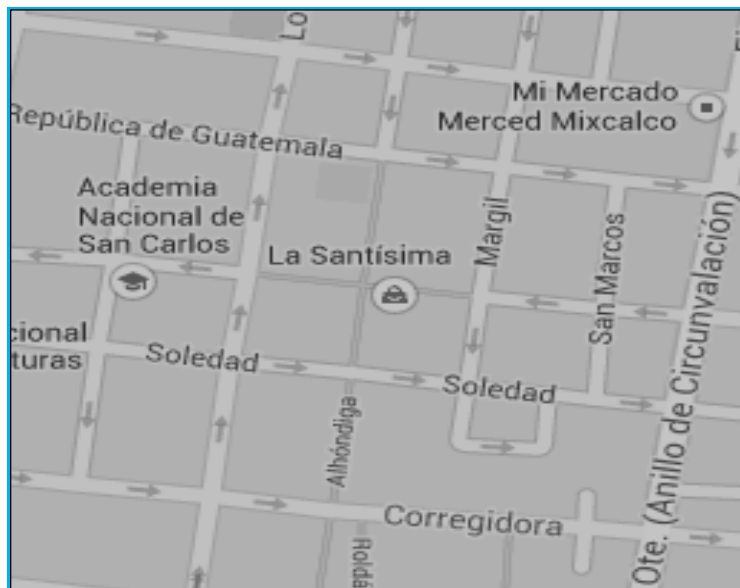 Lo
Mi Mercado
Merced Mixcalco
República de Guatemala
Academia
Nacional de
San Carlos
La Santísima
Margil
San Marcos
cional
turas
Soledad
Soledad
Alhóndiga
Corregidora
Roldá
Ote. (Anillo de Circunvalación)